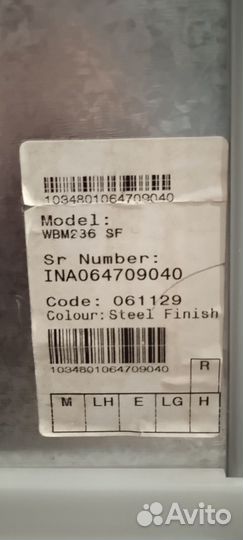 1034801064709040
Model:
WBM236 SF
Sr Number:
INA064709040
Code: 061129
Colour:Steel Finish
1034801064709040
R
M LH E LG H
Avito